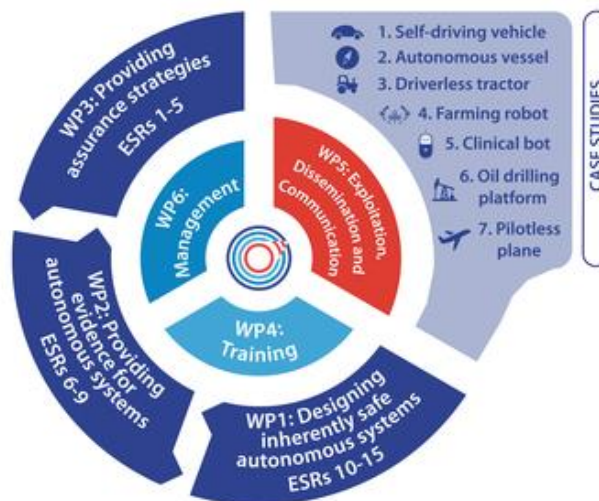 WP3: Providing
assurance strategies
ESRs 1-5
1. Self-driving vehicle
2. Autonomous vessel
3. Driverless tractor
4. Farming robot
5. Clinical bot
6. Oil drilling
platform
7. Pilotless
plane
CASE STUDIES
WP6:
Management
WP5: Exploitation,
Dissemination and
Communication
WP4:
Training
WP2: Providing
evidence for
autonomous systems
ESRs 6-9
WP1: Designing
inherently safe
autonomous systems
ESRs 10-15